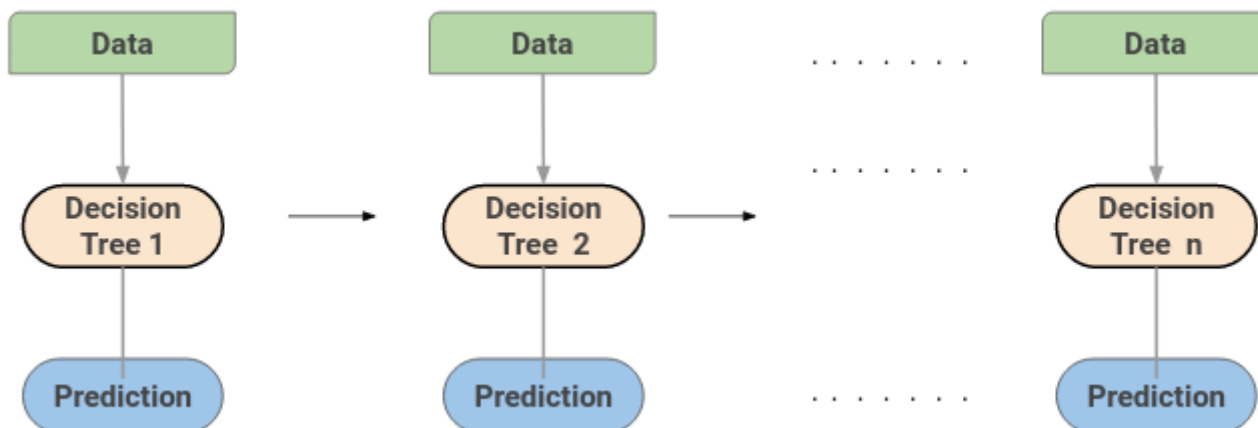 Data
Data
. . . . . . .
Data
. . . . . . .
Decision
Tree 1
Decision
Tree 2
Decision
Tree n
Prediction
Prediction
. . . . . . .
Prediction